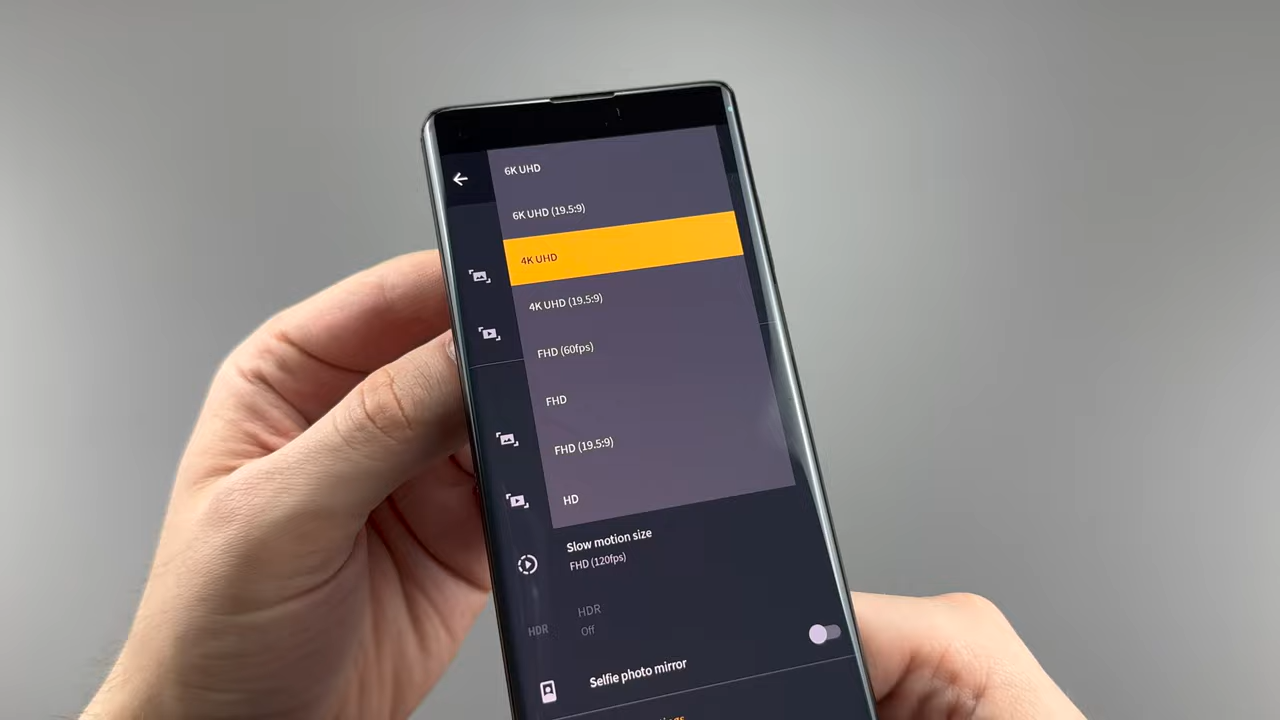 6K UHD
6K UHD (19.5:9)
4K UHD
4K UHD (19.5:9)
FHD (60fps)
FHD
FHD (19.5:9)
HD
Slow motion size
FHD (120fps)
HDR
HDR
Off
Selfie photo mirror